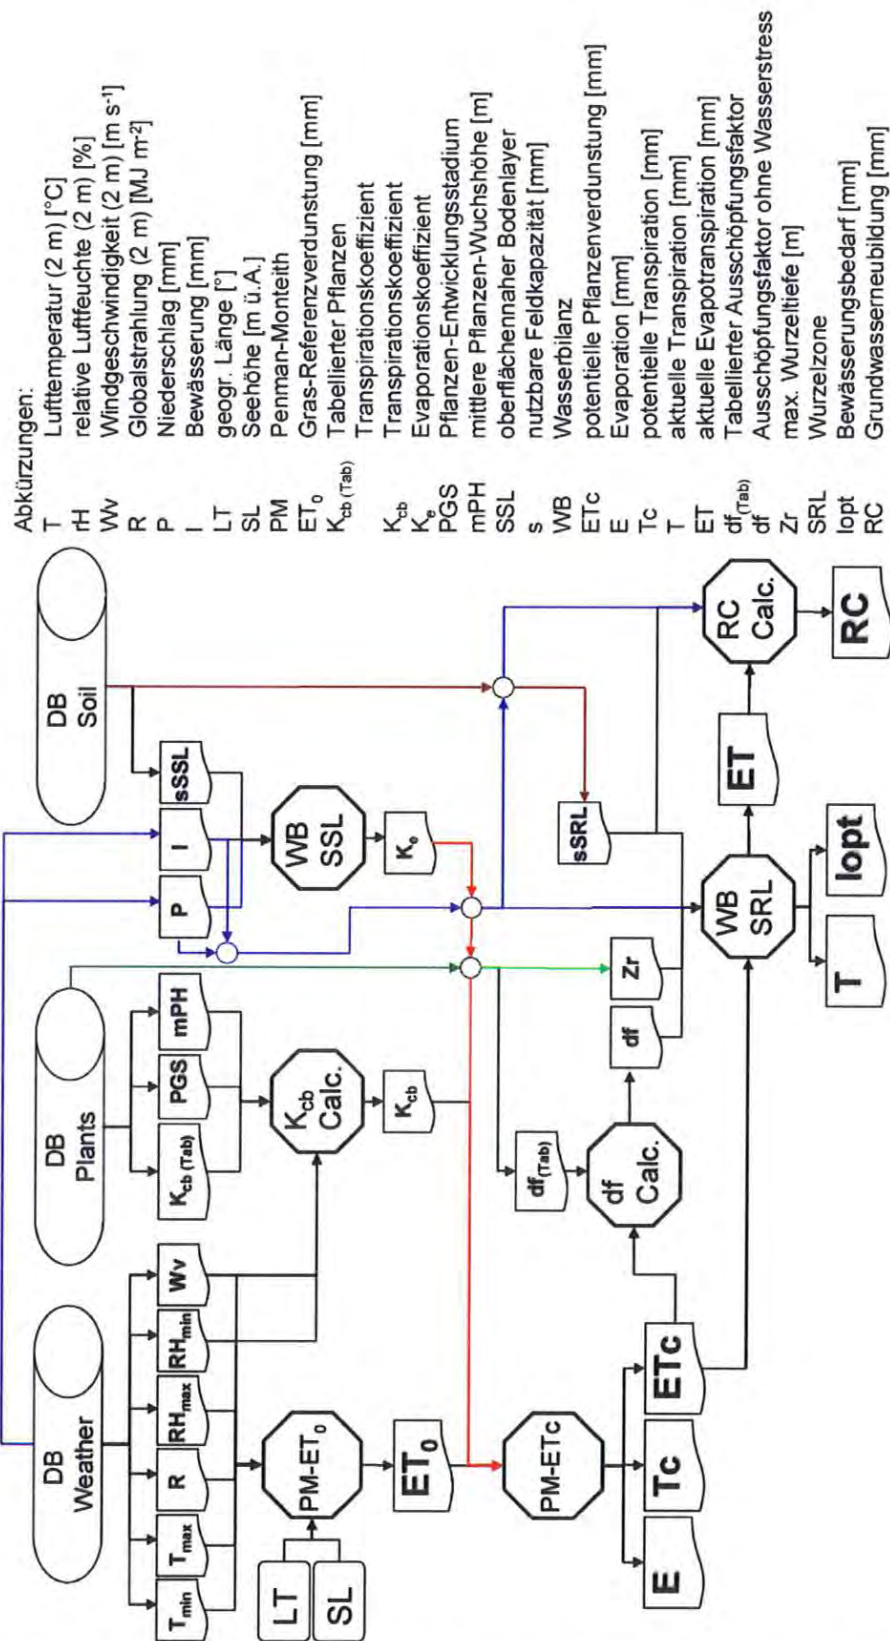 DB
Weather
DB
Plants
DB
Soil
Tmin
Tmax
R
RHmax
RHmin
Wv
Kcb (Tab)
PGS
mPH
P
I
sSSL
LT
SL
PM-ET0
Kcb
Calc.
WB
SSL
ET0
Kcb
Ke
PM-ETc
df(Tab)
df
Calc.
df
Zr
sSRL
E
Tc
ETc
WB
SRL
ET
RC
Calc.
T
Iopt
RC
Abkürzungen:
T Lufttemperatur (2 m) [°C]
rH relative Luftfeuchte (2 m) [%]
Wv Windgeschwindigkeit (2 m) [m s-1]
R Globalstrahlung (2 m) [MJ m-2]
P Niederschlag [mm]
I Bewässerung [mm]
LT geogr. Länge [°]
SL Seehöhe [m ü.A.]
PM Penman-Monteith
ET0 Gras-Referenzverdunstung [mm]
Kcb (Tab) Tabellierter Pflanzen
Transpirationskoeffizient
Kcb Transpirationskoeffizient
Ke Evaporationskoeffizient
PGS Pflanzen-Entwicklungsstadium
mPH mittlere Pflanzen-Wuchshöhe [m]
SSL oberflächennaher Bodenlayer
s nutzbare Feldkapazität [mm]
WB Wasserbilanz
ETc potentielle Pflanzenverdunstung [mm]
E Evaporation [mm]
Tc potentielle Transpiration [mm]
T aktuelle Transpiration [mm]
ET aktuelle Evapotranspiration [mm]
df(Tab) Tabellierter Ausschöpfungsfaktor
df Ausschöpfungsfaktor ohne Wasserstress
Zr max. Wurzeltiefe [m]
SRL Wurzelzone
Iopt Bewässerungsbedarf [mm]
RC Grundwasserneubildung [mm]